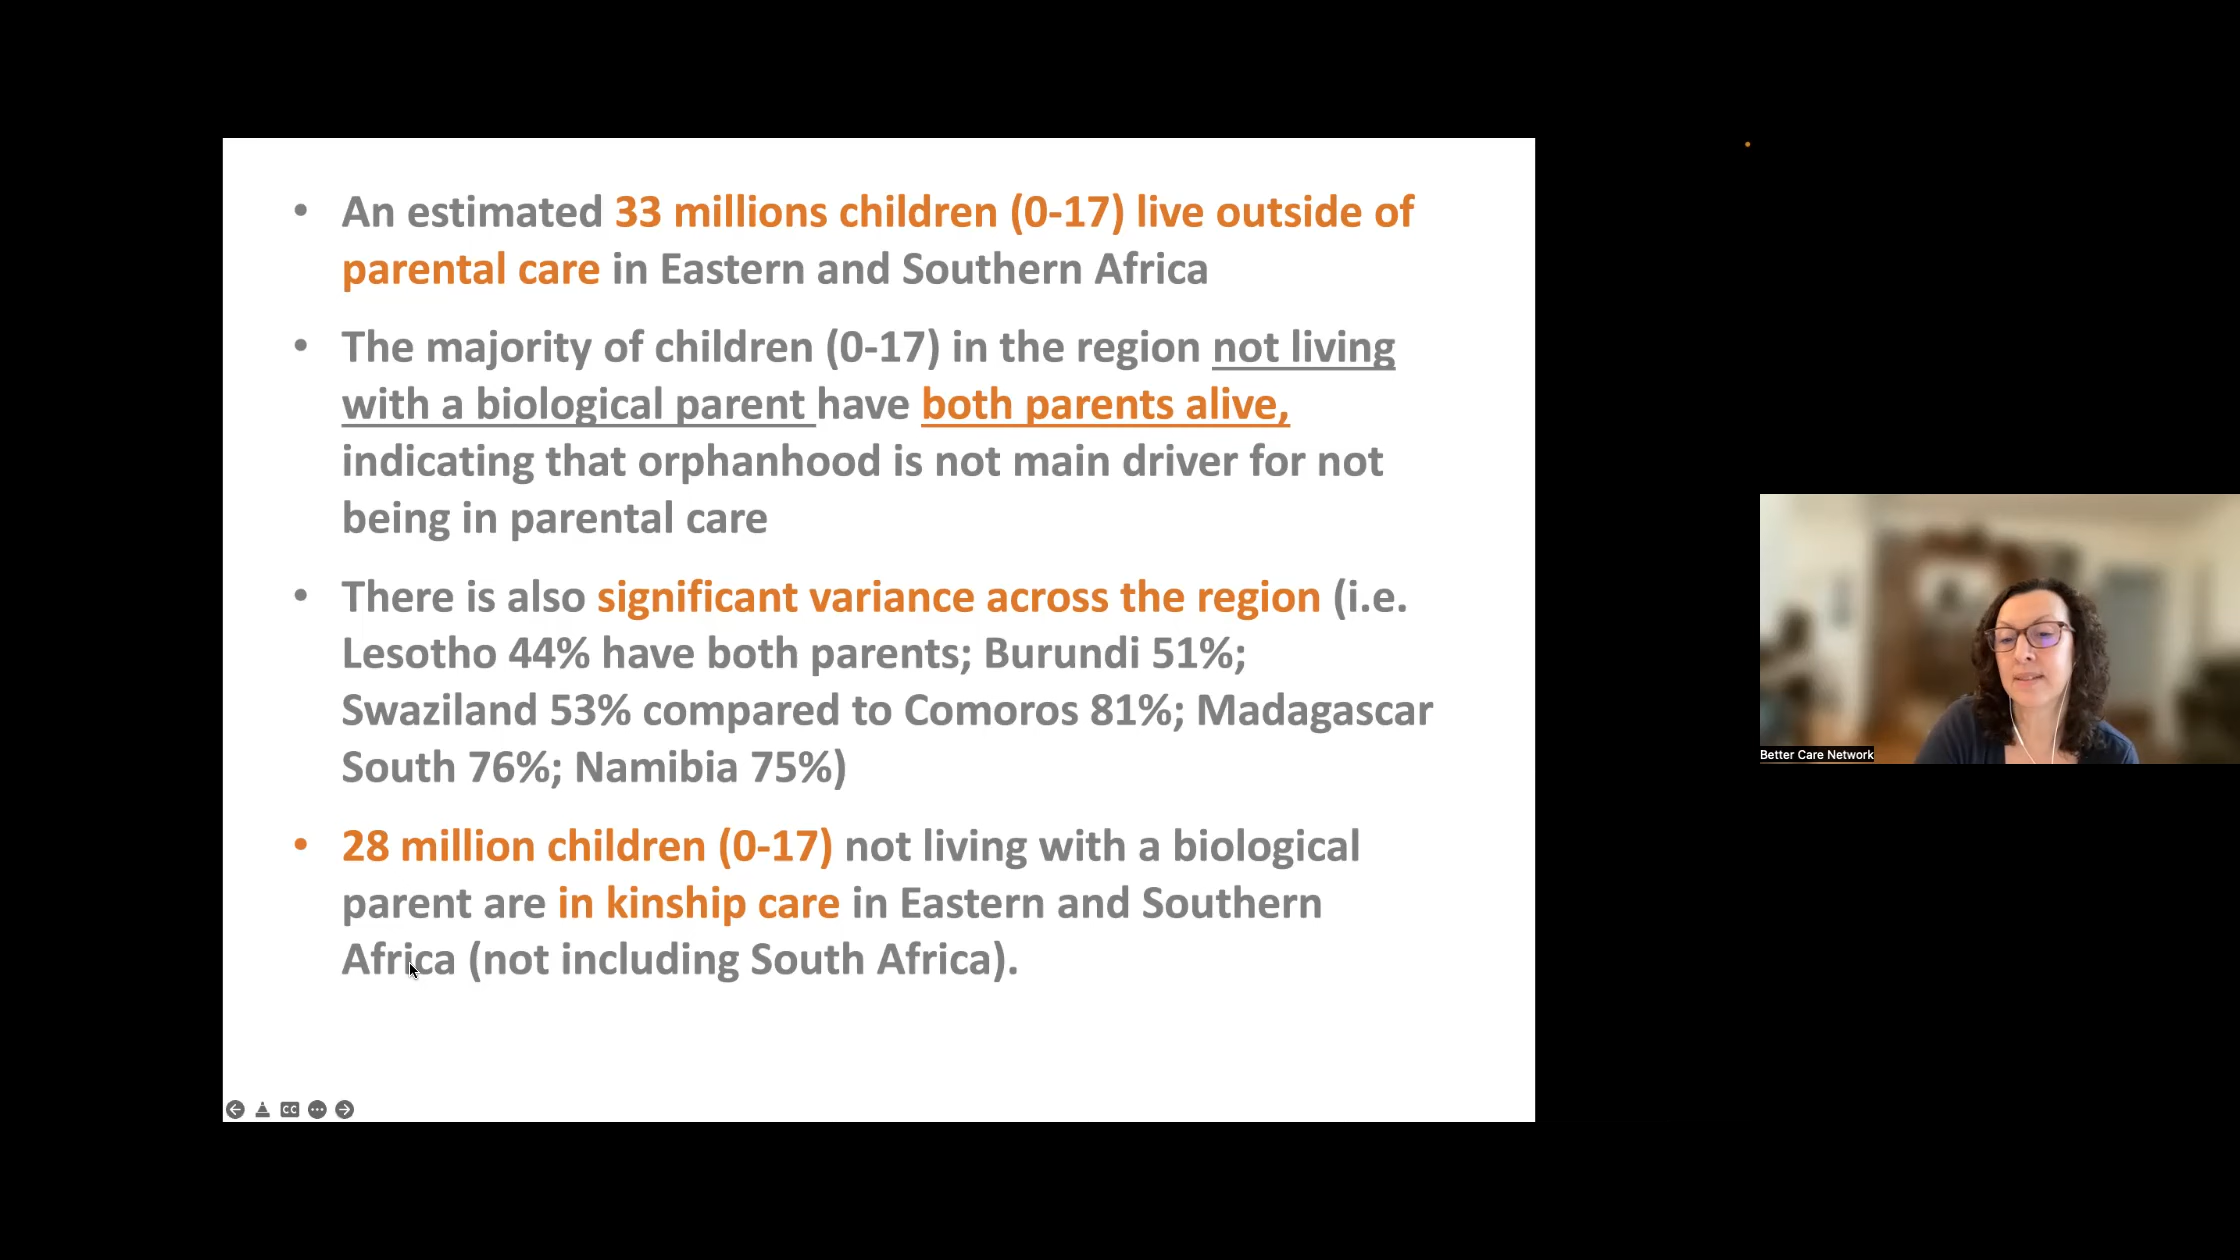 • An estimated 33 millions children (0-17) live outside of
parental care in Eastern and Southern Africa
• The majority of children (0-17) in the region not living
with a biological parent have both parents alive,
indicating that orphanhood is not main driver for not
being in parental care
• There is also significant variance across the region (i.e.
Lesotho 44% have both parents; Burundi 51%;
Swaziland 53% compared to Comoros 81%; Madagascar
South 76%; Namibia 75%)
• 28 million children (0-17) not living with a biological
parent are in kinship care in Eastern and Southern
Africa (not including South Africa).
CC
Better Care Network